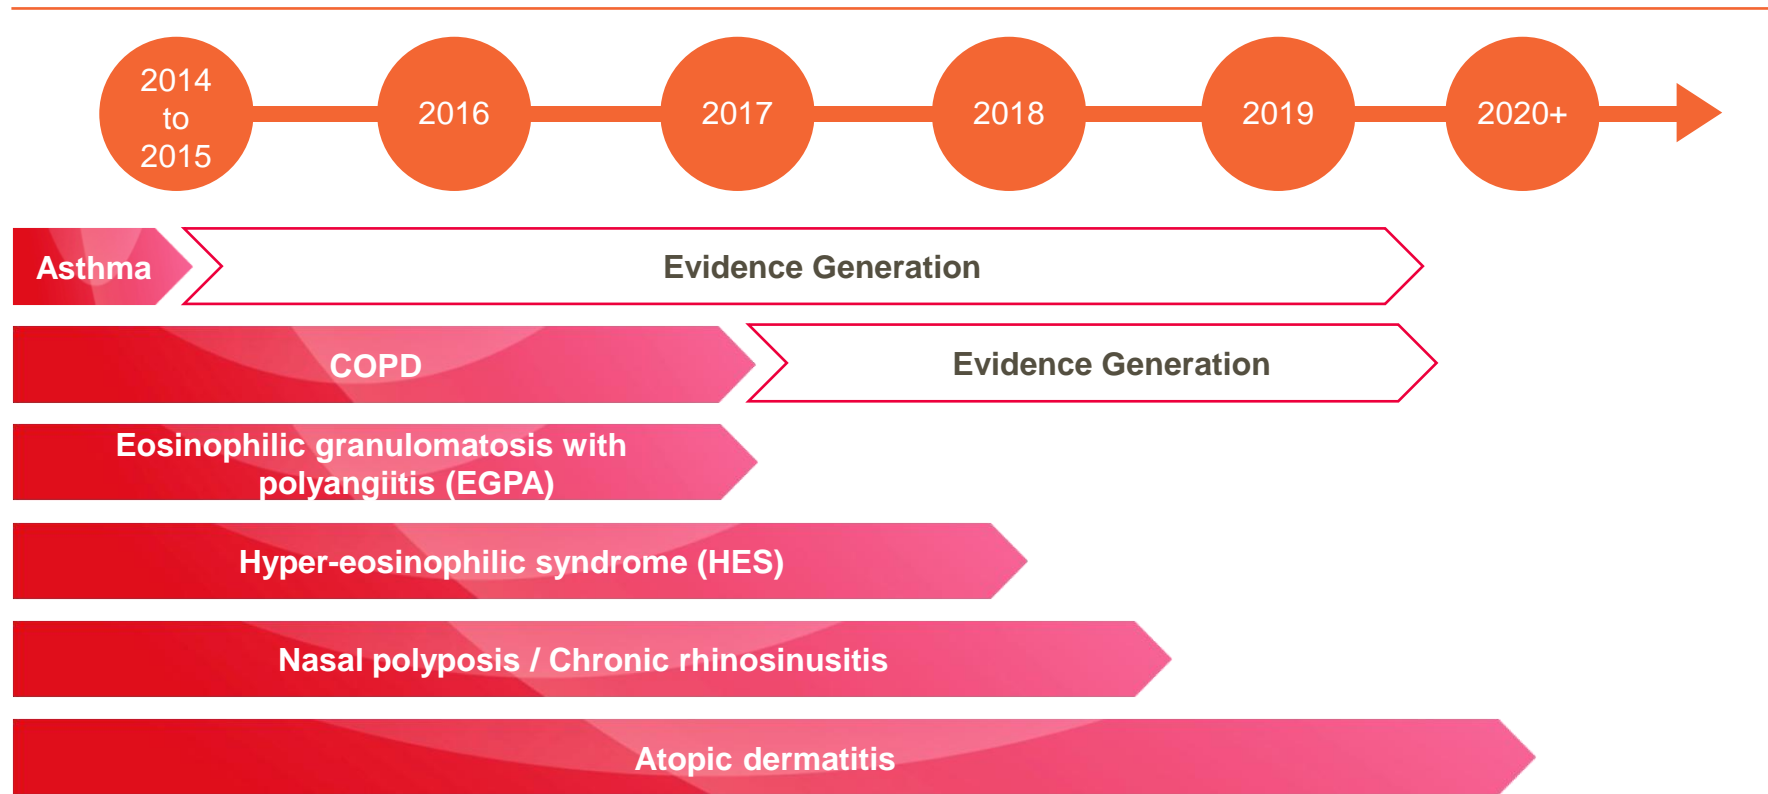 2014
to
2015
2016
2017
2018
2019
2020+
Asthma
Evidence Generation
COPD
Evidence Generation
Eosinophilic granulomatosis with
polyangiitis (EGPA)
Hyper-eosinophilic syndrome (HES)
Nasal polyposis / Chronic rhinosinusitis
Atopic dermatitis